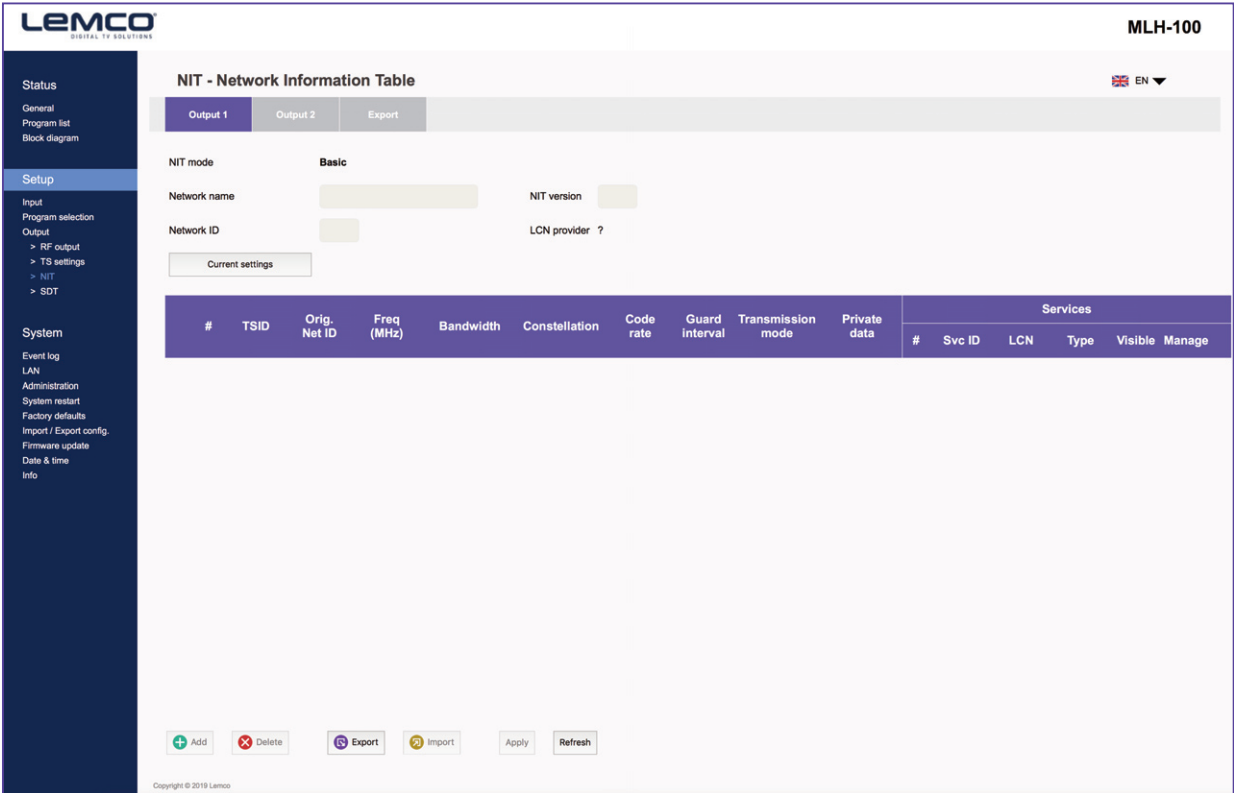 LEMCO
DIGITAL TV SOLUTIONS
MLH-100
Status
General
Program list
Block diagram
Setup
Input
Program selection
Output
> RF output
> TS settings
> NIT
> SDT
System
Event log
LAN
Administration
System restart
Factory defaults
Import / Export config.
Firmware update
Date & time
Info
NIT - Network Information Table
EN
Output 1 Output 2 Export
NIT mode Basic
Network name NIT version
Network ID LCN provider ?
Current settings
# TSID Orig. Net ID Freq (MHz) Bandwidth Constellation Code rate Guard interval Transmission mode Private data
Services
# Svc ID LCN Type Visible Manage
Add Delete Export Import Apply Refresh
Copyright © 2019 Lemco